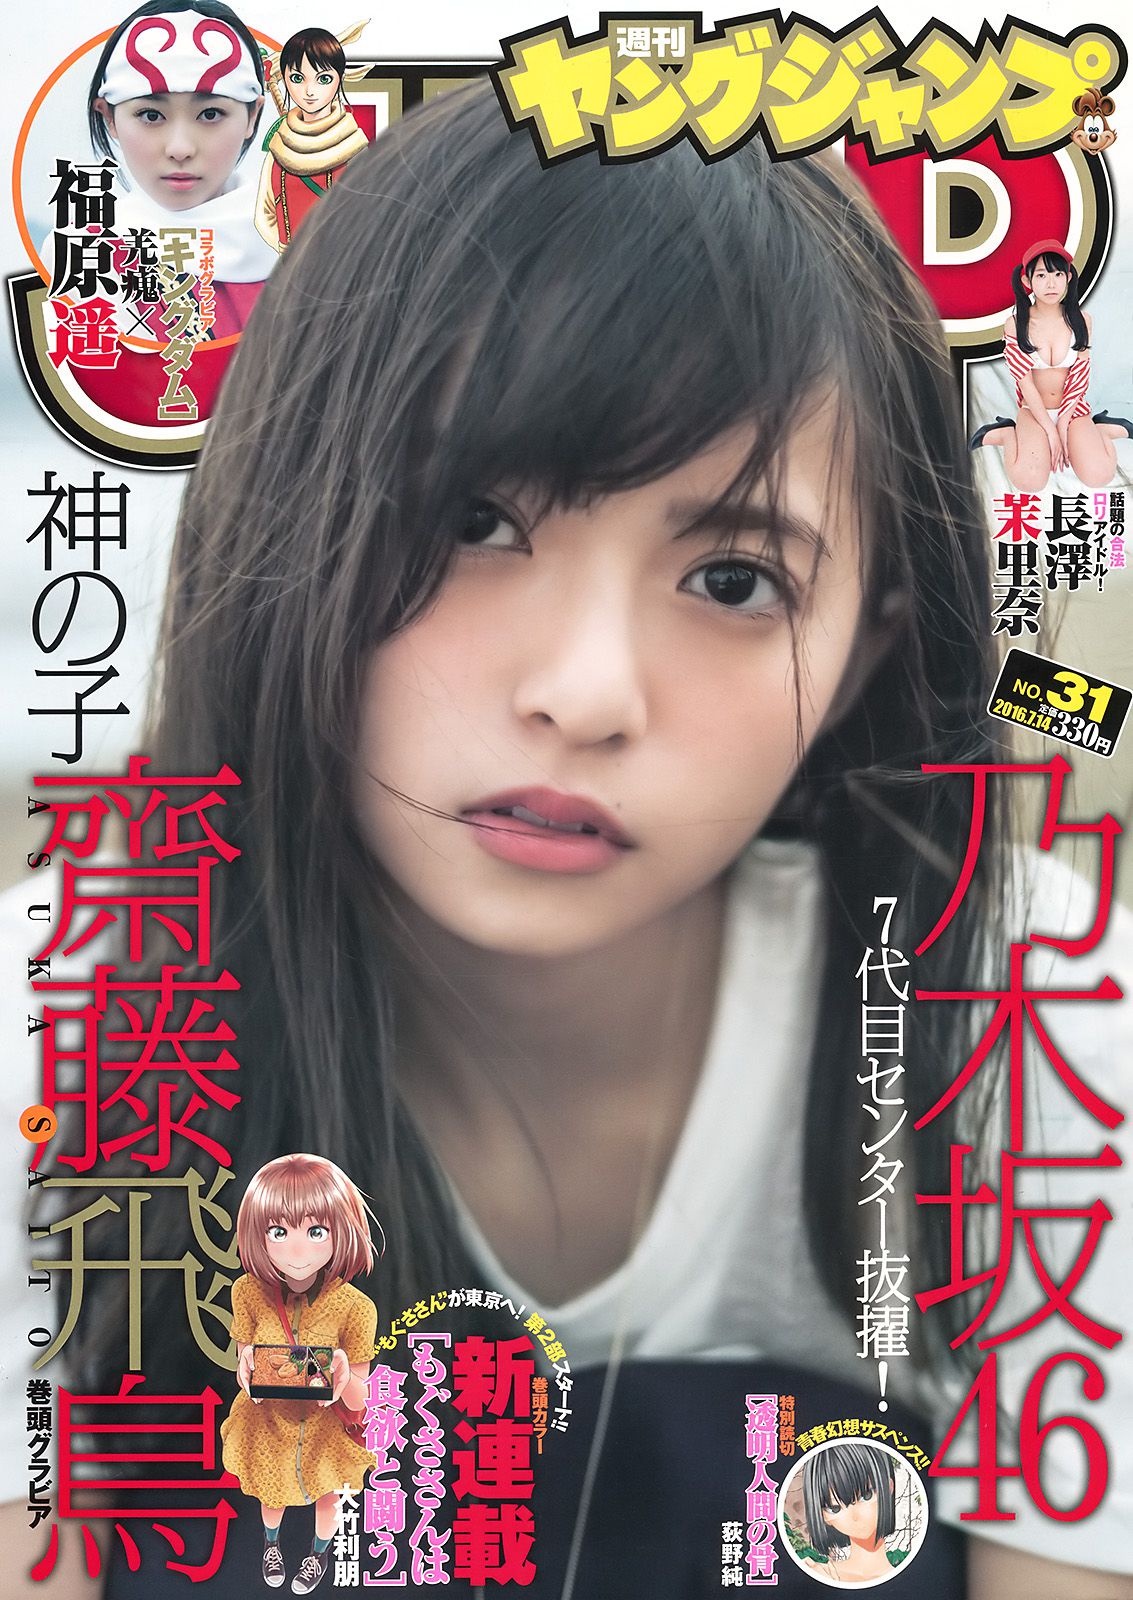 週刊
ヤングジャンプ
D
福原遥
羌瘣×
[キングダム]
コラボグラビア
話題の合法
ロリアイドル!
長澤
茉里奈
NO.31
2016.7.14
定価330円
神の子
齋藤飛鳥
ASUKA SAITO
巻頭グラビア
乃木坂46
7代目センター抜擢!
"もぐささん"が東京へ! 第2部スタート!!
巻頭カラー
新連載
[もぐささんは
食欲と闘う]
大竹利朋
青春幻想サスペンス!!
特別読切
[透明人間の骨]
荻野純